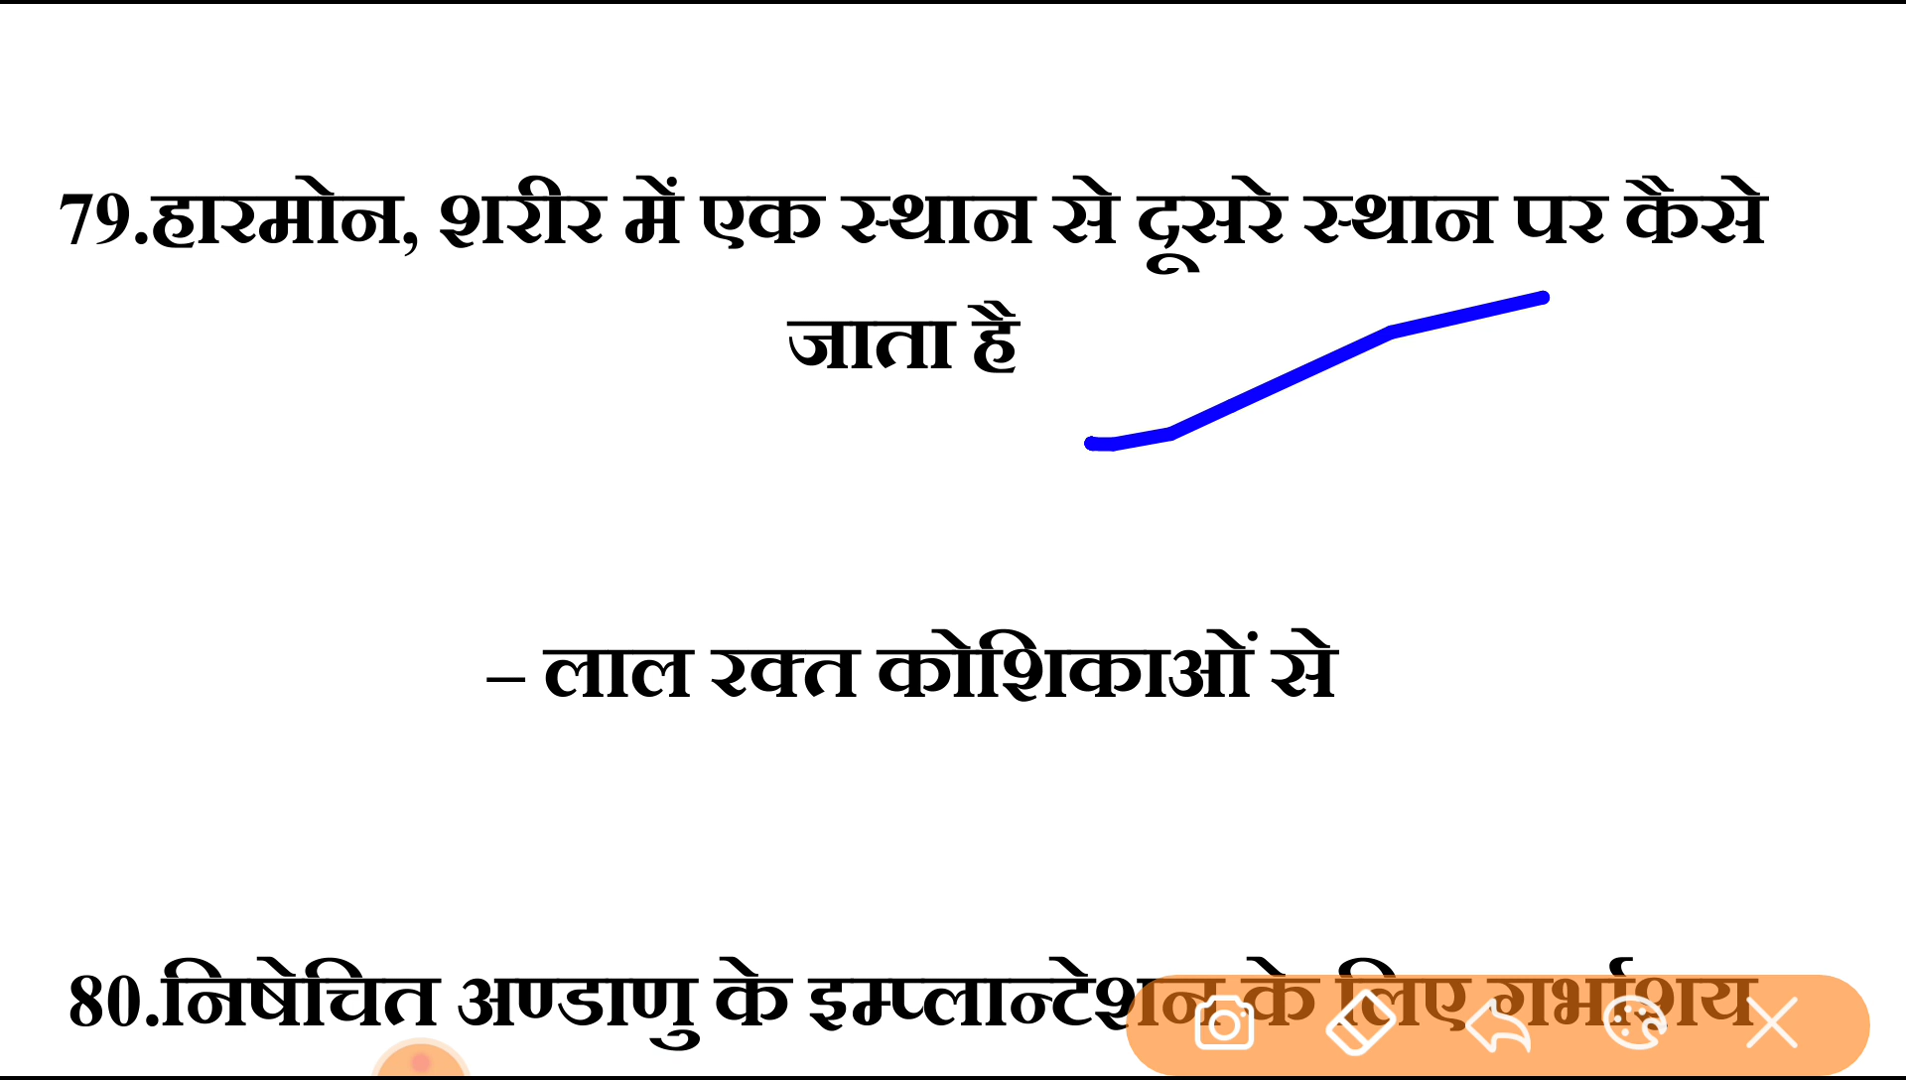 79.हारमोन, शरीर में एक स्थान से दूसरे स्थान पर कैसे
जाता है
– लाल रक्त कोशिकाओं से
80.निषेचित अण्डाणु के इम्प्लान्टेशन के लिए गर्भाशय